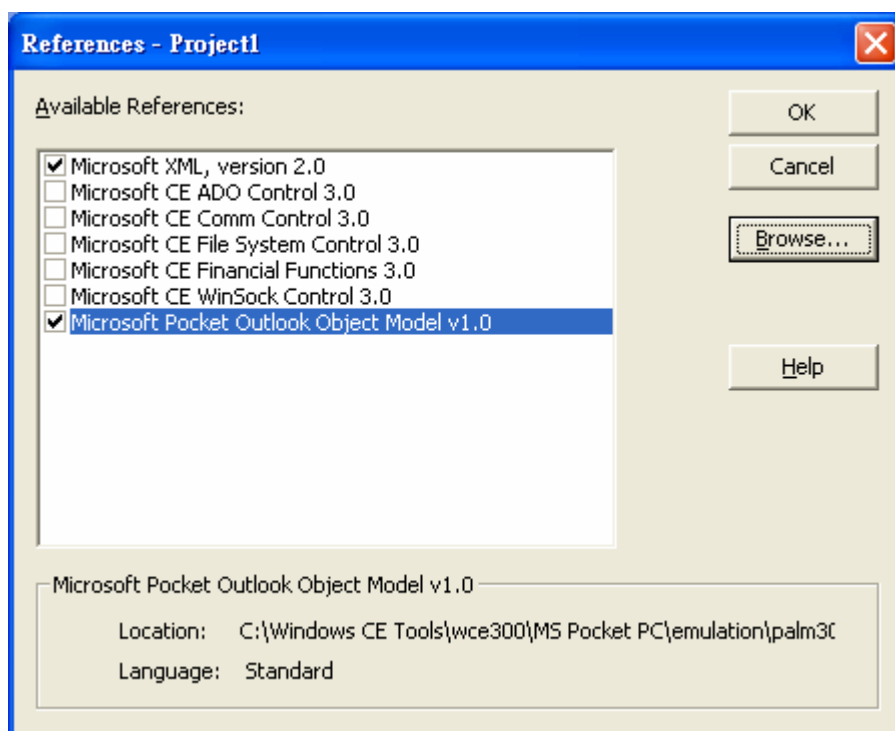 References - Project1
Available References:
OK
Cancel
Browse...
Help
Microsoft XML, version 2.0
Microsoft CE ADO Control 3.0
Microsoft CE Comm Control 3.0
Microsoft CE File System Control 3.0
Microsoft CE Financial Functions 3.0
Microsoft CE WinSock Control 3.0
Microsoft Pocket Outlook Object Model v1.0
Microsoft Pocket Outlook Object Model v1.0
Location: C:\Windows CE Tools\wce300\MS Pocket PC\emulation\palm30
Language: Standard